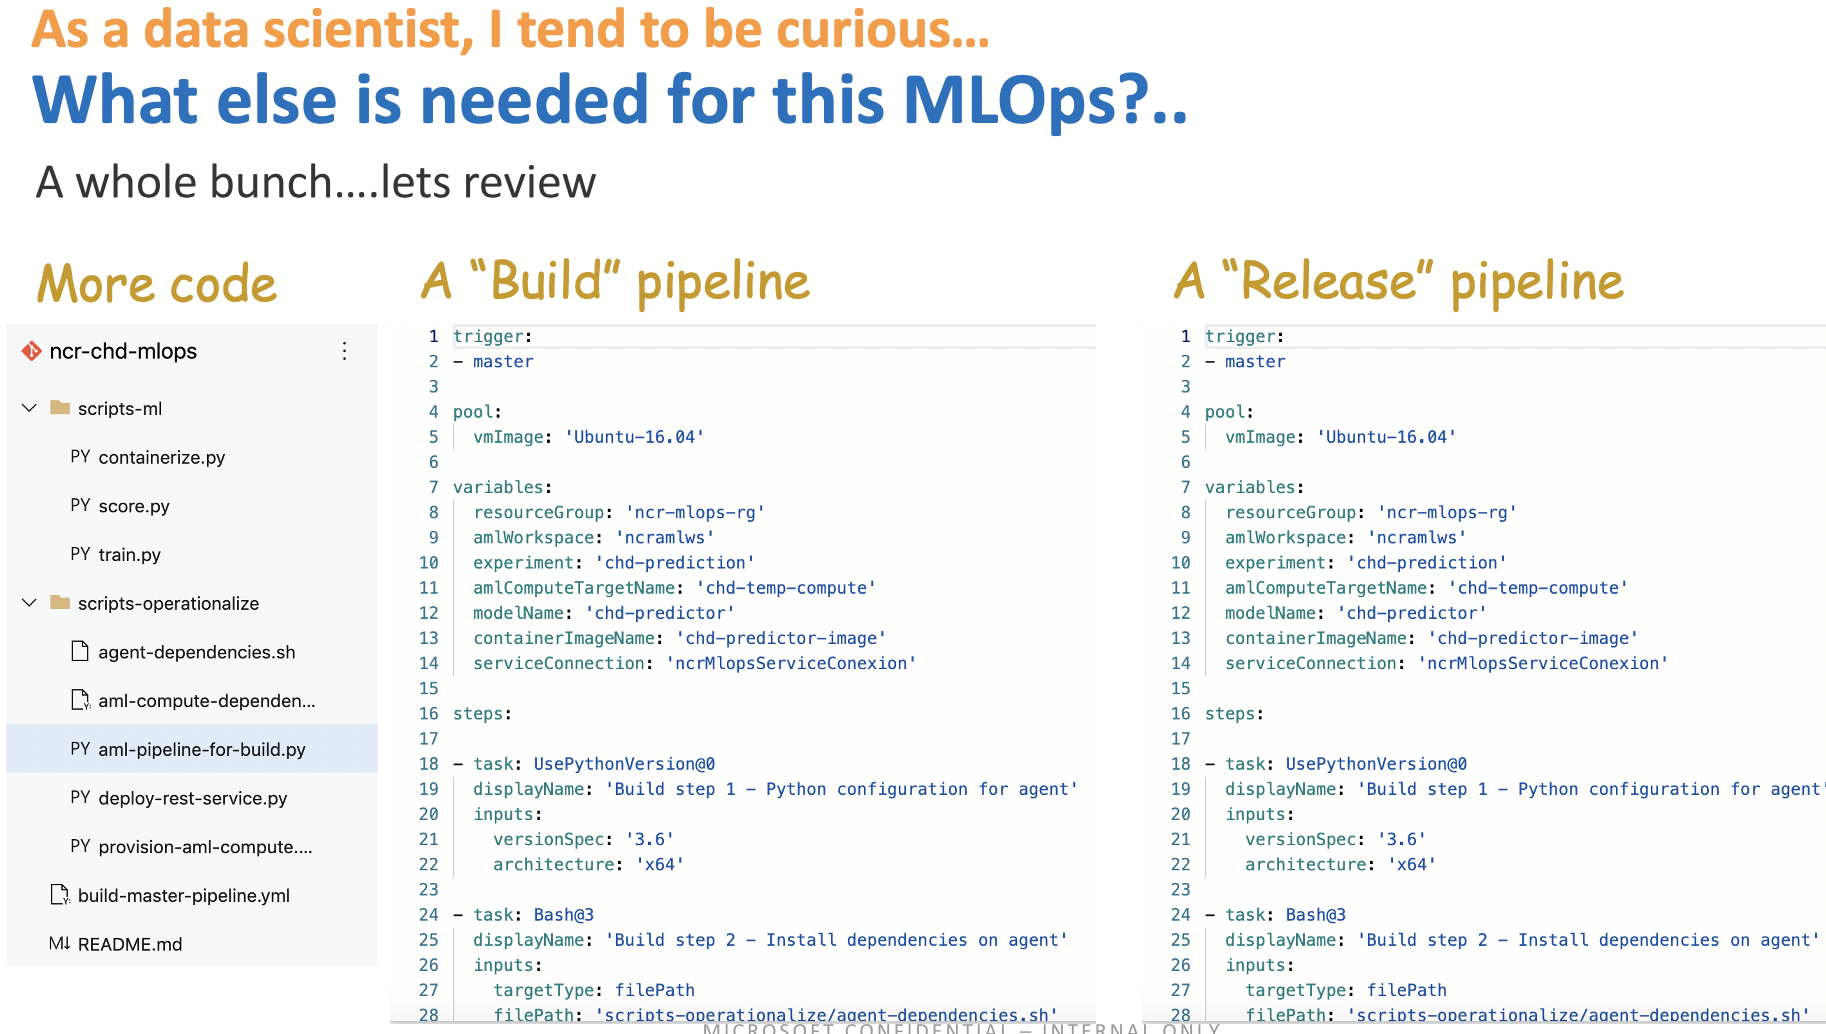 As a data scientist, I tend to be curious...
What else is needed for this MLOps?..
A whole bunch....lets review
More code
ncr-chd-mlops
scripts-ml
PY containerize.py
PY score.py
PY train.py
scripts-operationalize
agent-dependencies.sh
aml-compute-dependen...
PY aml-pipeline-for-build.py
PY deploy-rest-service.py
PY provision-aml-compute....
build-master-pipeline.yml
M↓ README.md
A “Build” pipeline
1 trigger:
2 - master
3
4 pool:
5 vmImage: 'Ubuntu-16.04'
6
7 variables:
8 resourceGroup: 'ncr-mlops-rg'
9 amlWorkspace: 'ncramlws'
10 experiment: 'chd-prediction'
11 amlComputeTargetName: 'chd-temp-compute'
12 modelName: 'chd-predictor'
13 containerImageName: 'chd-predictor-image'
14 serviceConnection: 'ncrMlopsServiceConexion'
15
16 steps:
17
18 - task: UsePythonVersion@0
19 displayName: 'Build step 1 - Python configuration for agent'
20 inputs:
21 versionSpec: '3.6'
22 architecture: 'x64'
23
24 - task: Bash@3
25 displayName: 'Build step 2 - Install dependencies on agent'
26 inputs:
27 targetType: filePath
28 filePath: 'scripts-operationalize/agent-dependencies.sh'
A “Release” pipeline
1 trigger:
2 - master
3
4 pool:
5 vmImage: 'Ubuntu-16.04'
6
7 variables:
8 resourceGroup: 'ncr-mlops-rg'
9 amlWorkspace: 'ncramlws'
10 experiment: 'chd-prediction'
11 amlComputeTargetName: 'chd-temp-compute'
12 modelName: 'chd-predictor'
13 containerImageName: 'chd-predictor-image'
14 serviceConnection: 'ncrMlopsServiceConexion'
15
16 steps:
17
18 - task: UsePythonVersion@0
19 displayName: 'Build step 1 - Python configuration for agent'
20 inputs:
21 versionSpec: '3.6'
22 architecture: 'x64'
23
24 - task: Bash@3
25 displayName: 'Build step 2 - Install dependencies on agent'
26 inputs:
27 targetType: filePath
28 filePath: 'scripts-operationalize/agent-dependencies.sh'
MICROSOFT CONFIDENTIAL – INTERNAL ONLY